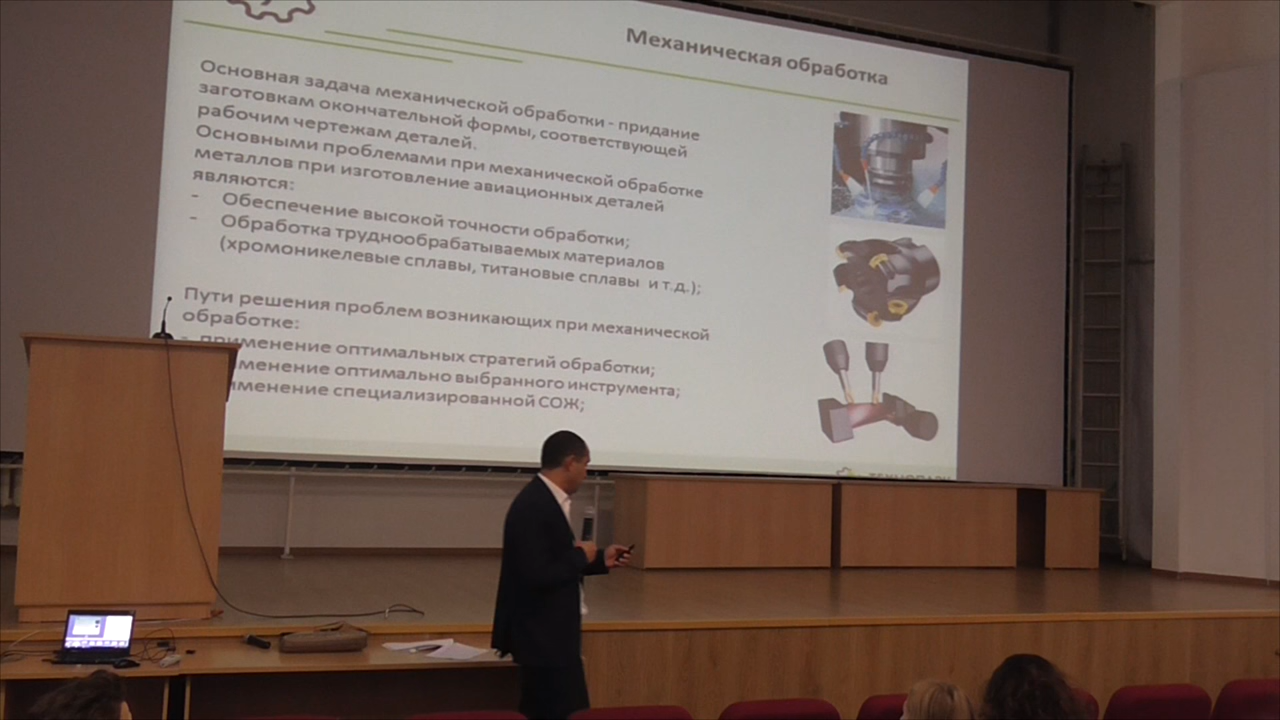 Механическая обработка
Основная задача механической обработки - придание
заготовкам окончательной формы, соответствующей
рабочим чертежам деталей.
Основными проблемами при механической обработке
металлов при изготовление авиационных деталей
являются:
- Обеспечение высокой точности обработки;
- Обработка труднообрабатываемых материалов
(хромоникелевые сплавы, титановые сплавы и т.д.);
Пути решения проблем возникающих при механической
обработке:
- применение оптимальных стратегий обработки;
именение оптимально выбранного инструмента;
именение специализированной СОЖ;